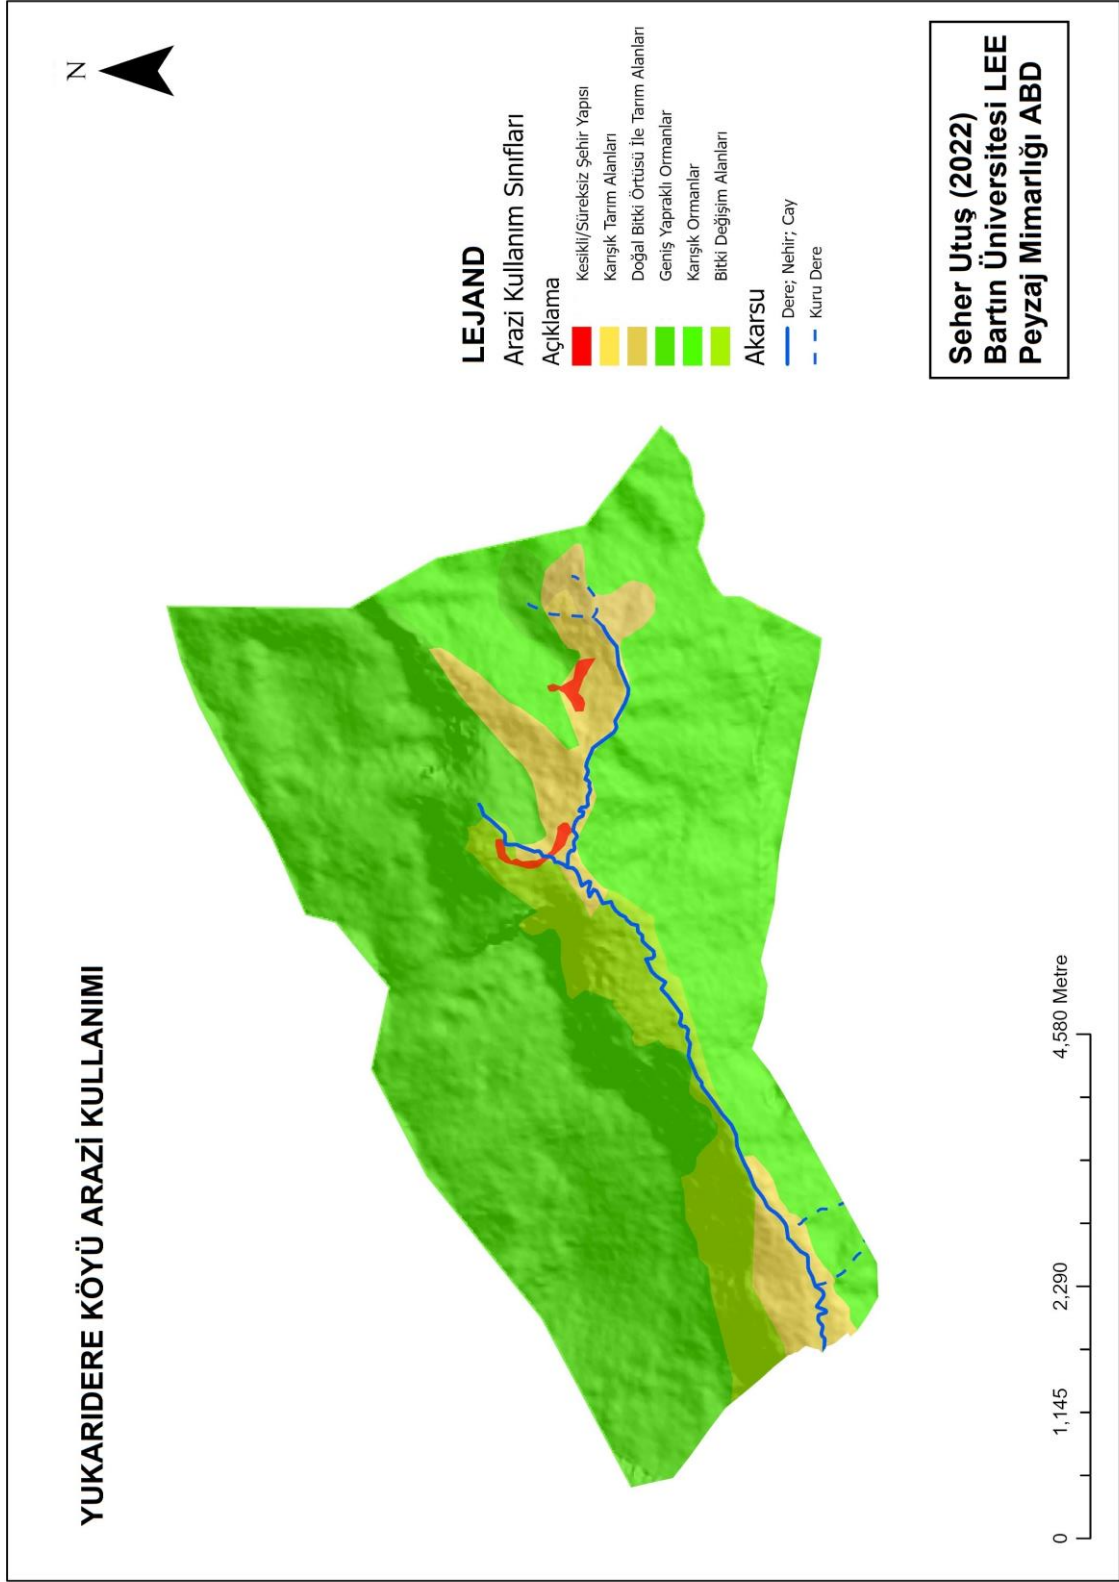 YUKARIDERE KÖYÜ ARAZİ KULLANIMI
N
LEJAND
Arazi Kullanım Sınıfları
Açıklama
Kesikli/Süreksiz Şehir Yapısı
Karışık Tarım Alanları
Doğal Bitki Örtüsü İle Tarım Alanları
Geniş Yapraklı Ormanlar
Karışık Ormanlar
Bitki Değişim Alanları
Akarsu
Dere; Nehir; Cay
Kuru Dere
0 1,145 2,290 4,580 Metre
Seher Utuş (2022)
Bartın Üniversitesi LEE
Peyzaj Mimarlığı ABD